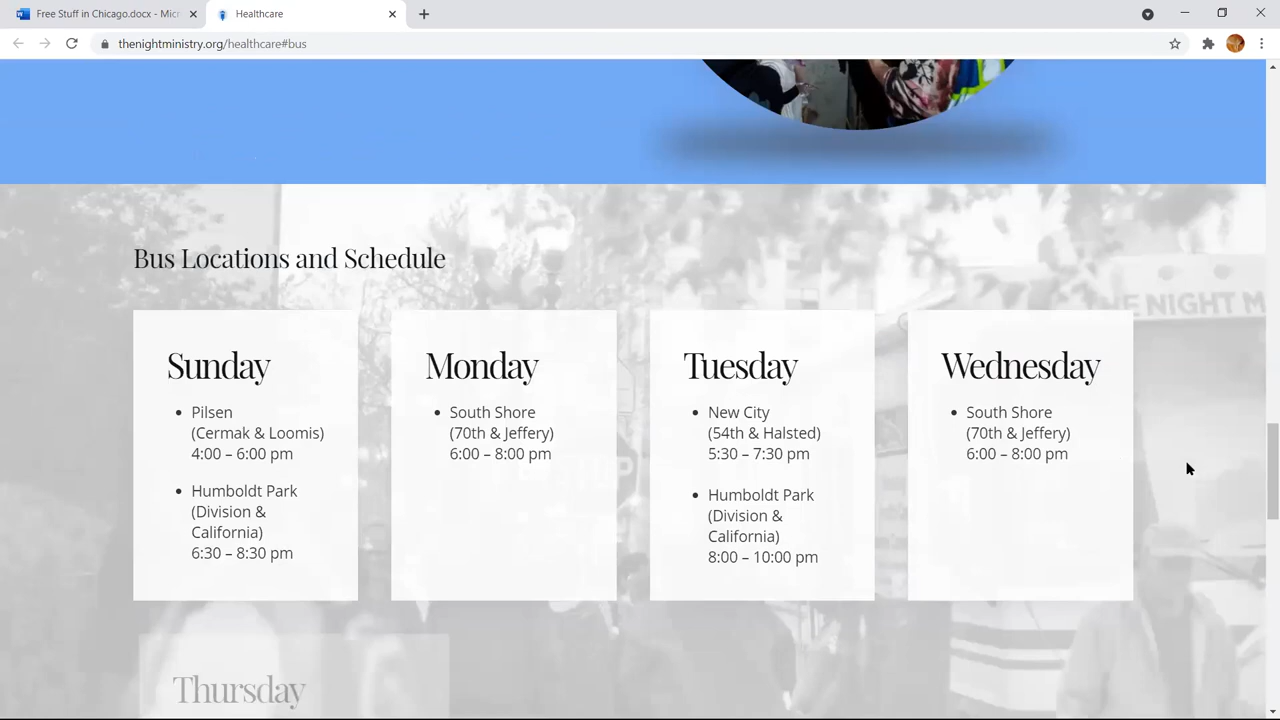 Free Stuff in Chicago.docx - Micr
Healthcare
thenightministry.org/healthcare#bus
Bus Locations and Schedule
THE NIGHT M
Sunday
• Pilsen
(Cermak & Loomis)
4:00 – 6:00 pm
• Humboldt Park
(Division &
California)
6:30 – 8:30 pm
Monday
• South Shore
(70th & Jeffery)
6:00 – 8:00 pm
Tuesday
• New City
(54th & Halsted)
5:30 – 7:30 pm
• Humboldt Park
(Division &
California)
8:00 – 10:00 pm
Wednesday
• South Shore
(70th & Jeffery)
6:00 – 8:00 pm
Thursday